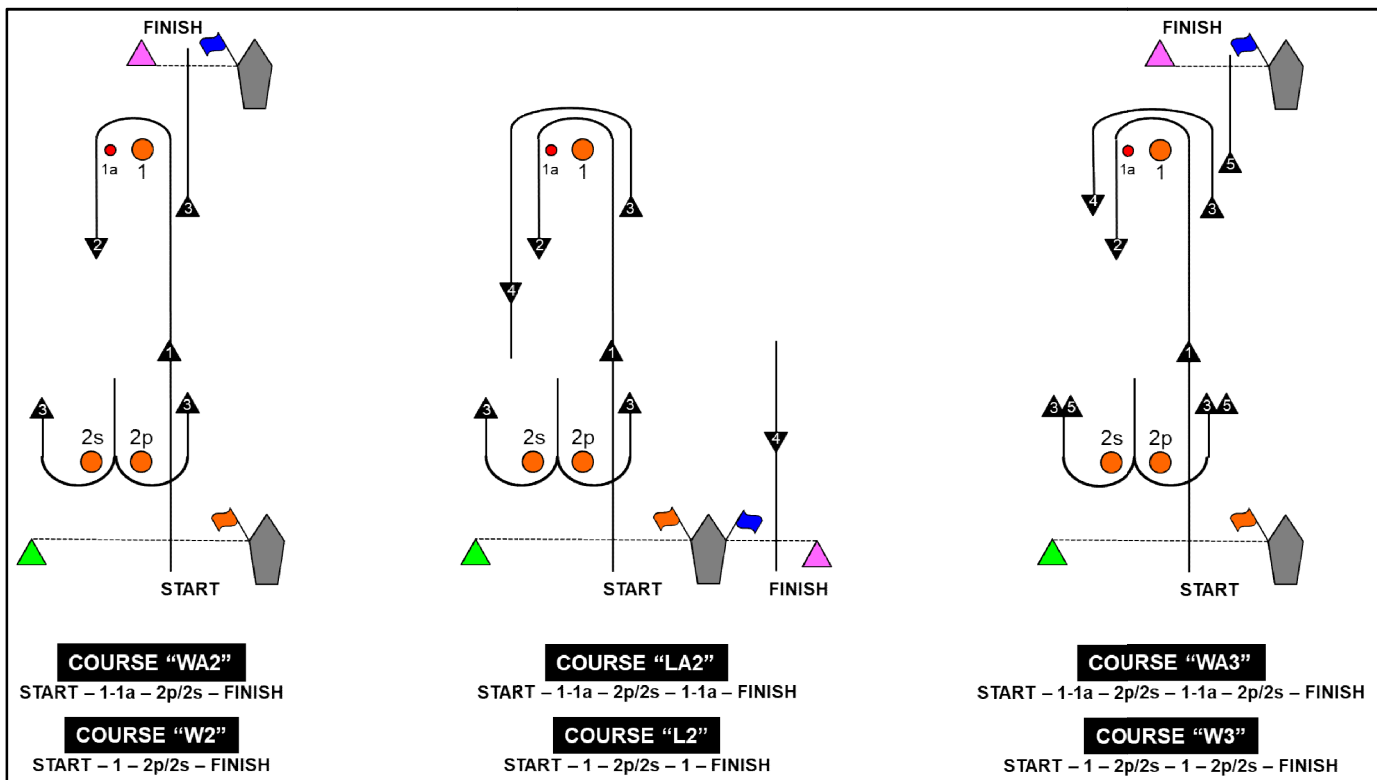 FINISH
1a
1
3
2
1
3
3
2s
2p
START
COURSE “WA2”
START – 1-1a – 2p/2s – FINISH
COURSE “W2”
START – 1 – 2p/2s – FINISH
1a
1
3
2
4
1
3
3
4
2s
2p
START
FINISH
COURSE “LA2”
START – 1-1a – 2p/2s – 1-1a – FINISH
COURSE “L2”
START – 1 – 2p/2s – 1 – FINISH
FINISH
1a
1
5
4
3
2
1
3 5
3 5
2s
2p
START
COURSE “WA3”
START – 1-1a – 2p/2s – 1-1a – 2p/2s – FINISH
COURSE “W3”
START – 1 – 2p/2s – 1 – 2p/2s – FINISH